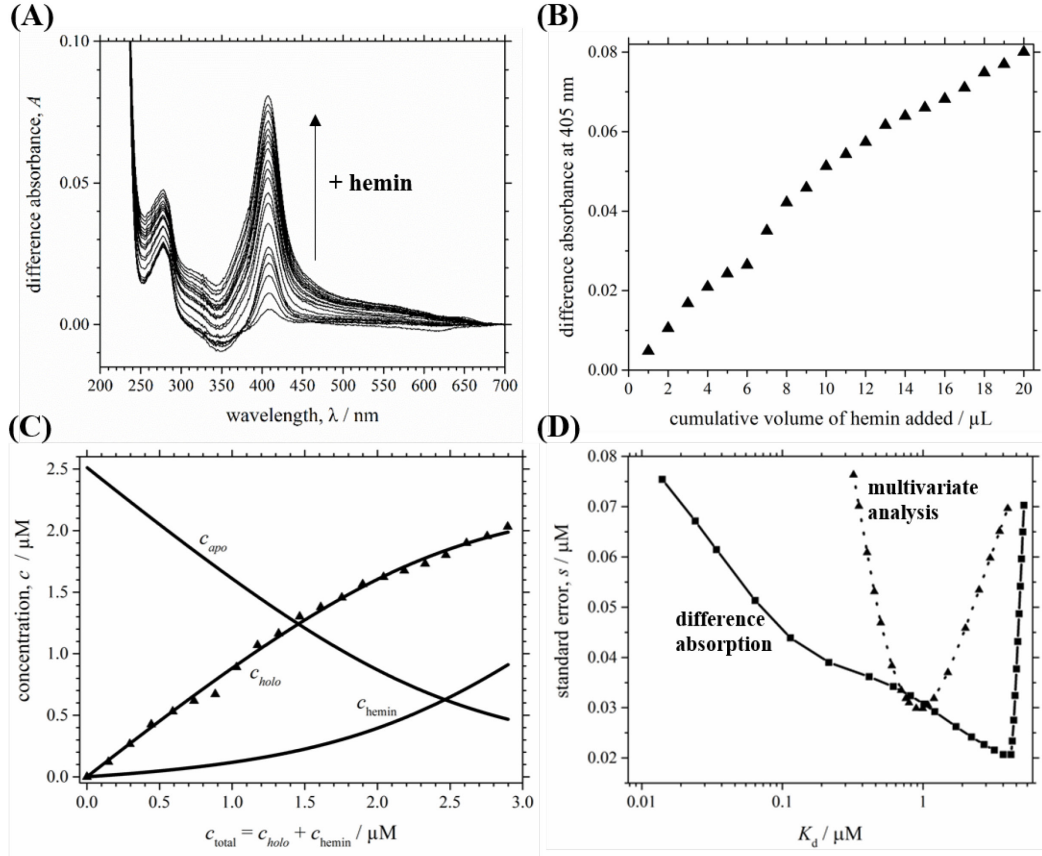 (A)
difference absorbance, A
0.10
0.05
0.00
+ hemin
200 250 300 350 400 450 500 550 600 650 700
wavelength, λ / nm
(B)
difference absorbance at 405 nm
0.08
0.06
0.04
0.02
0.00
0 2 4 6 8 10 12 14 16 18 20
cumulative volume of hemin added / μL
(C)
concentration, c / μM
2.5
2.0
1.5
1.0
0.5
0.0
c_apo
c_holo
c_hemin
0.0 0.5 1.0 1.5 2.0 2.5 3.0
c_total = c_holo + c_hemin / μM
(D)
standard error, s / μM
0.08
0.07
0.06
0.05
0.04
0.03
0.02
multivariate
analysis
difference
absorption
0.01 0.1 1
K_d / μM